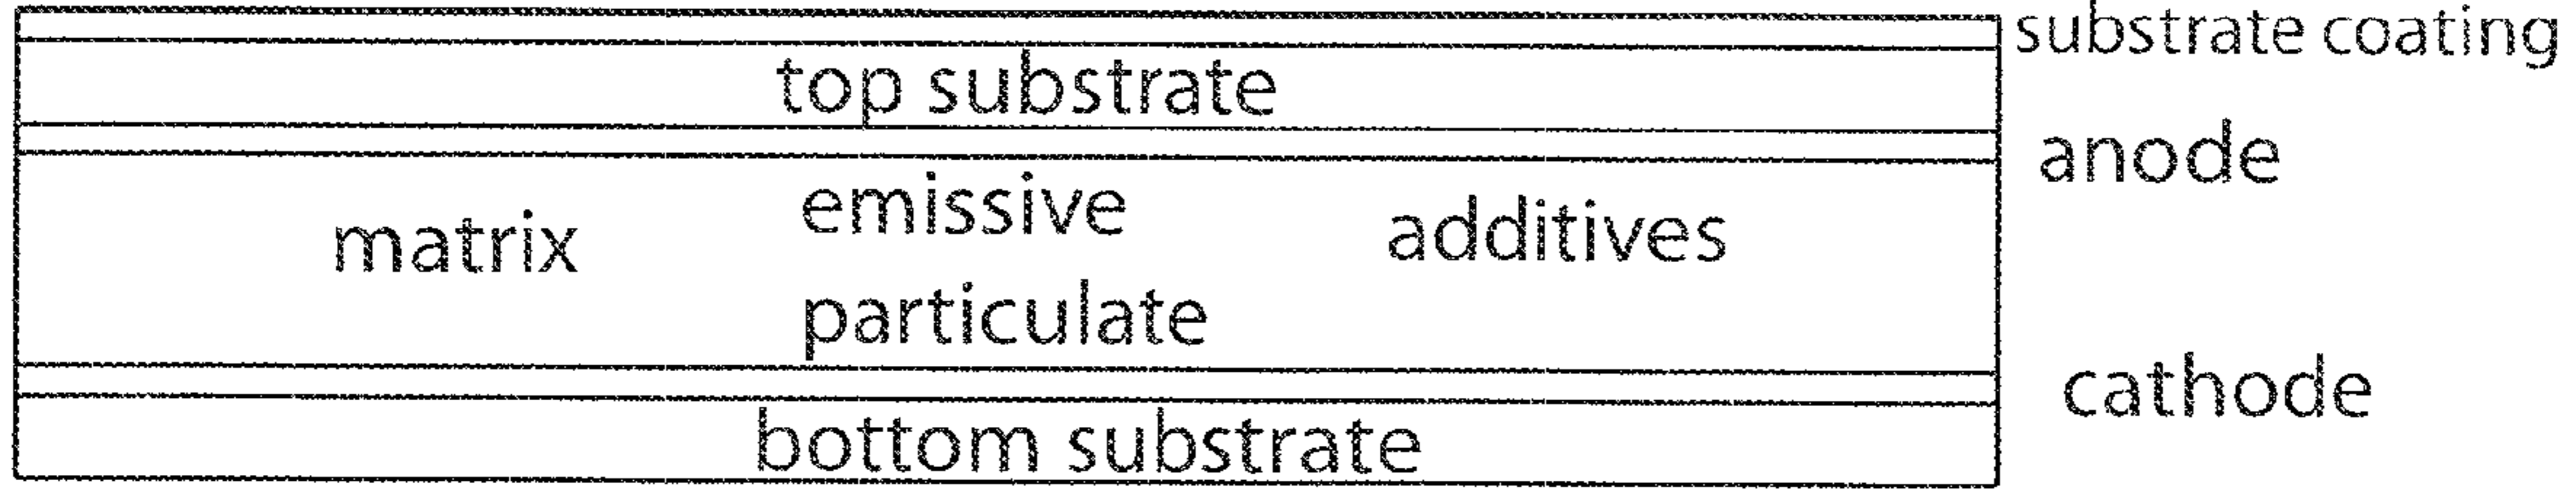 substrate coating
top substrate
anode
matrix
emissive
particulate
additives
cathode
bottom substrate